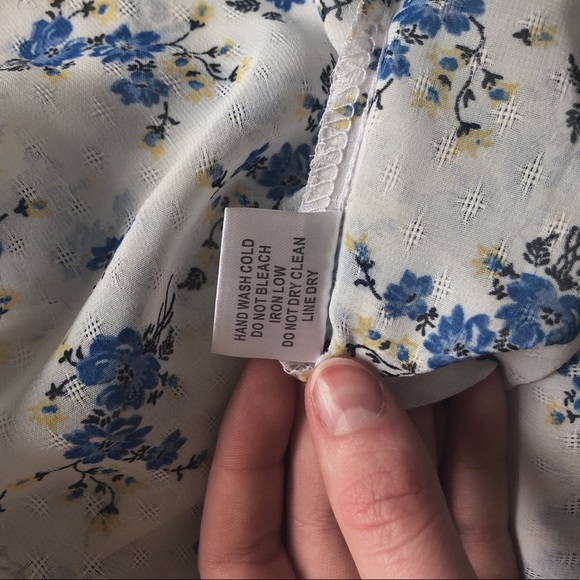 HAND WASH COLD
DO NOT BLEACH
IRON LOW
DO NOT DRY CLEAN
LINE DRY